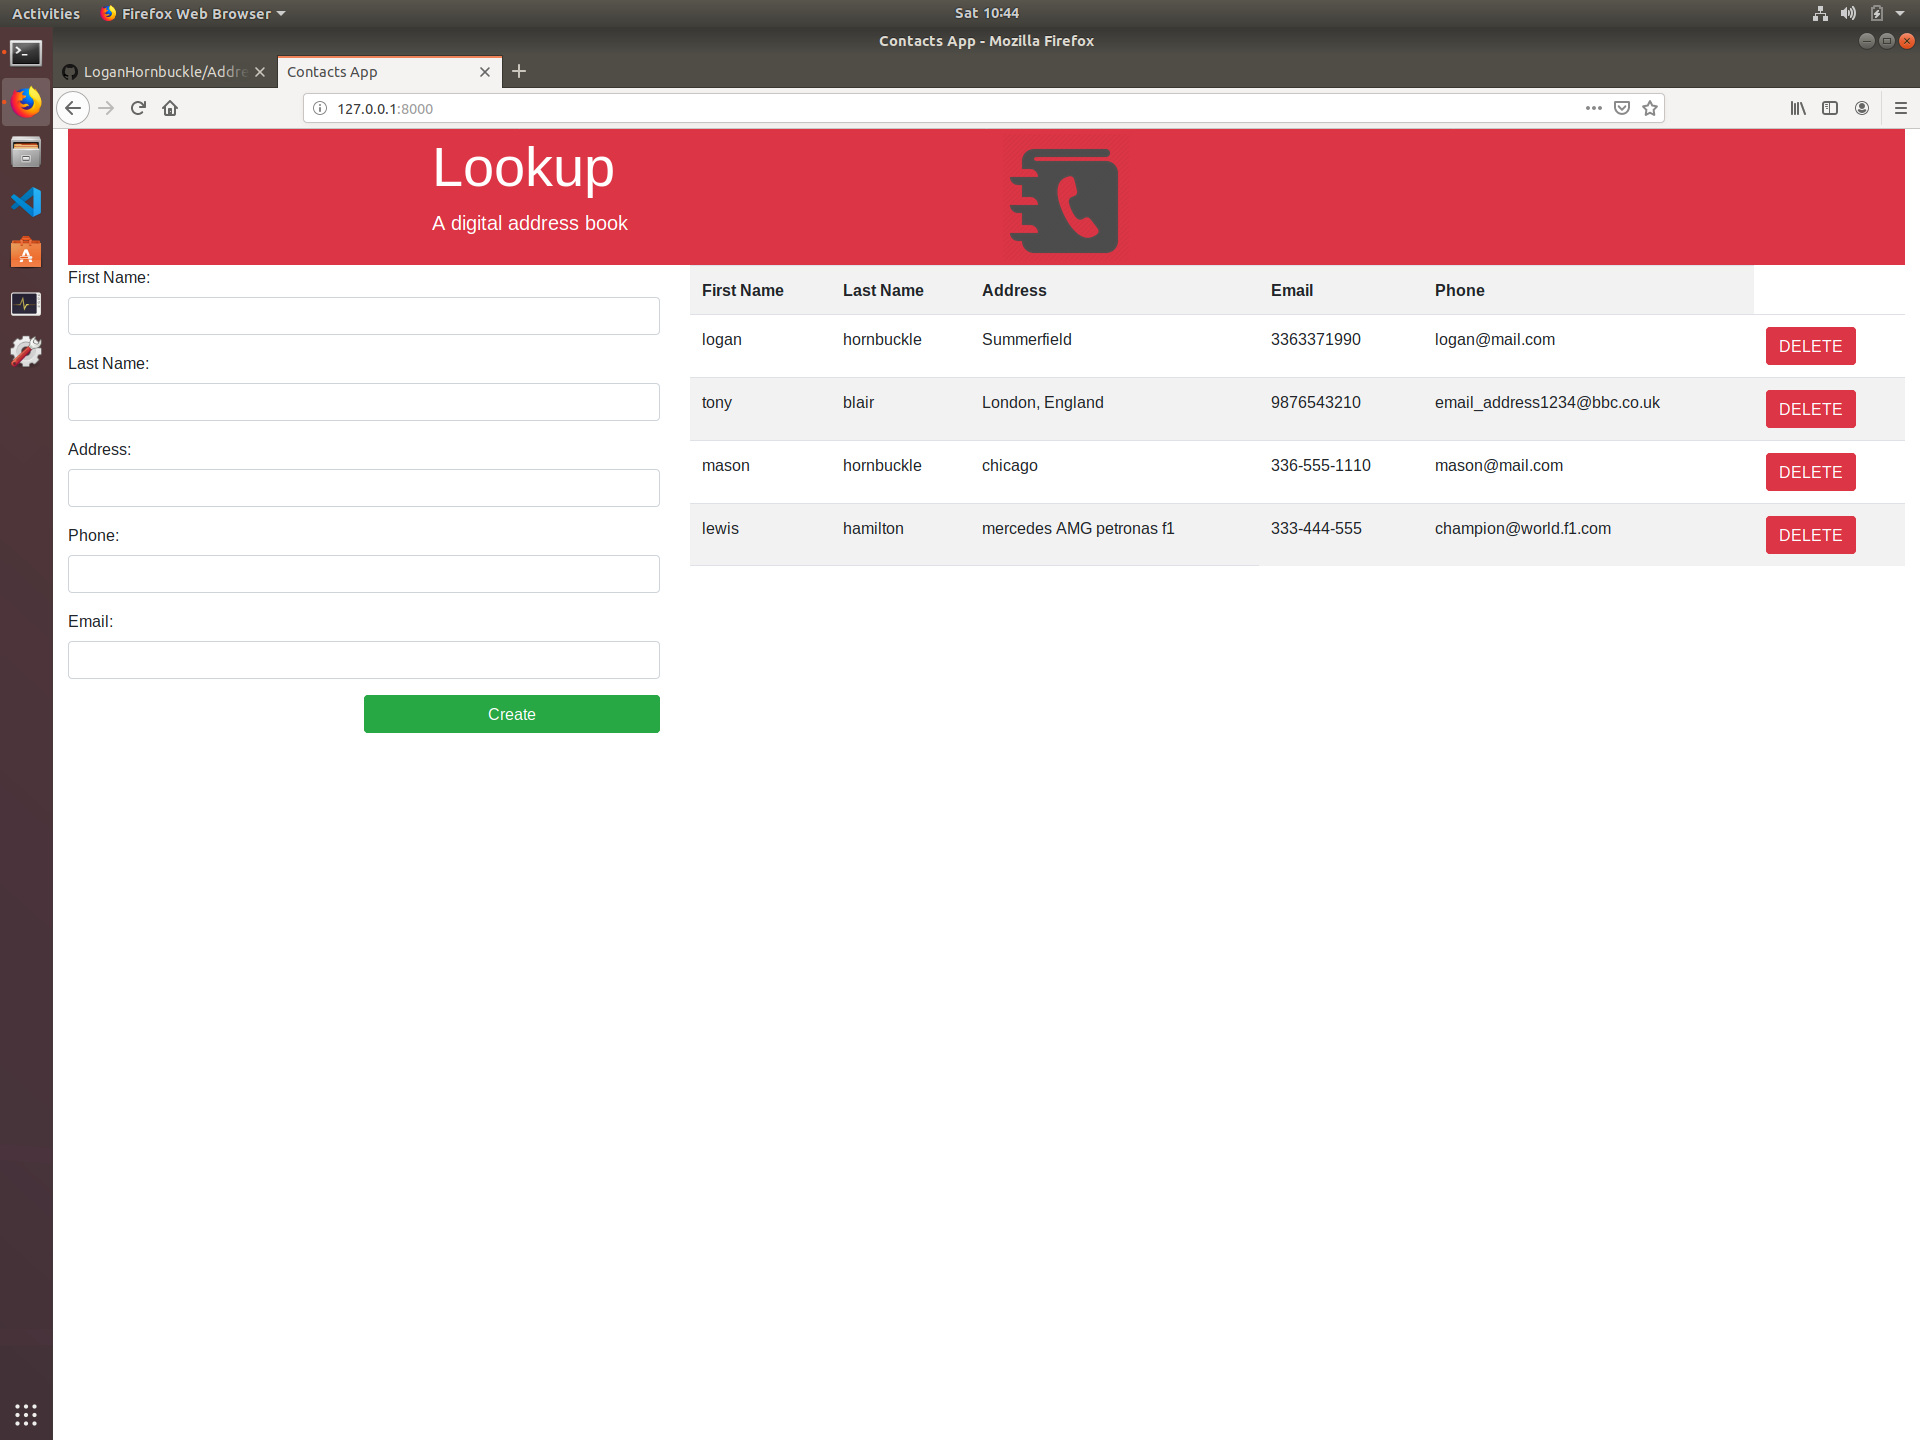 Activities Firefox Web Browser Sat 10:44
Contacts App - Mozilla Firefox
LoganHornbuckle/Addre Contacts App
127.0.0.1:8000
Lookup
A digital address book
First Name:
Last Name:
Address:
Phone:
Email:
Create
First Name Last Name Address Email Phone
logan hornbuckle Summerfield 3363371990 logan@mail.com DELETE
tony blair London, England 9876543210 email_address1234@bbc.co.uk DELETE
mason hornbuckle chicago 336-555-1110 mason@mail.com DELETE
lewis hamilton mercedes AMG petronas f1 333-444-555 champion@world.f1.com DELETE